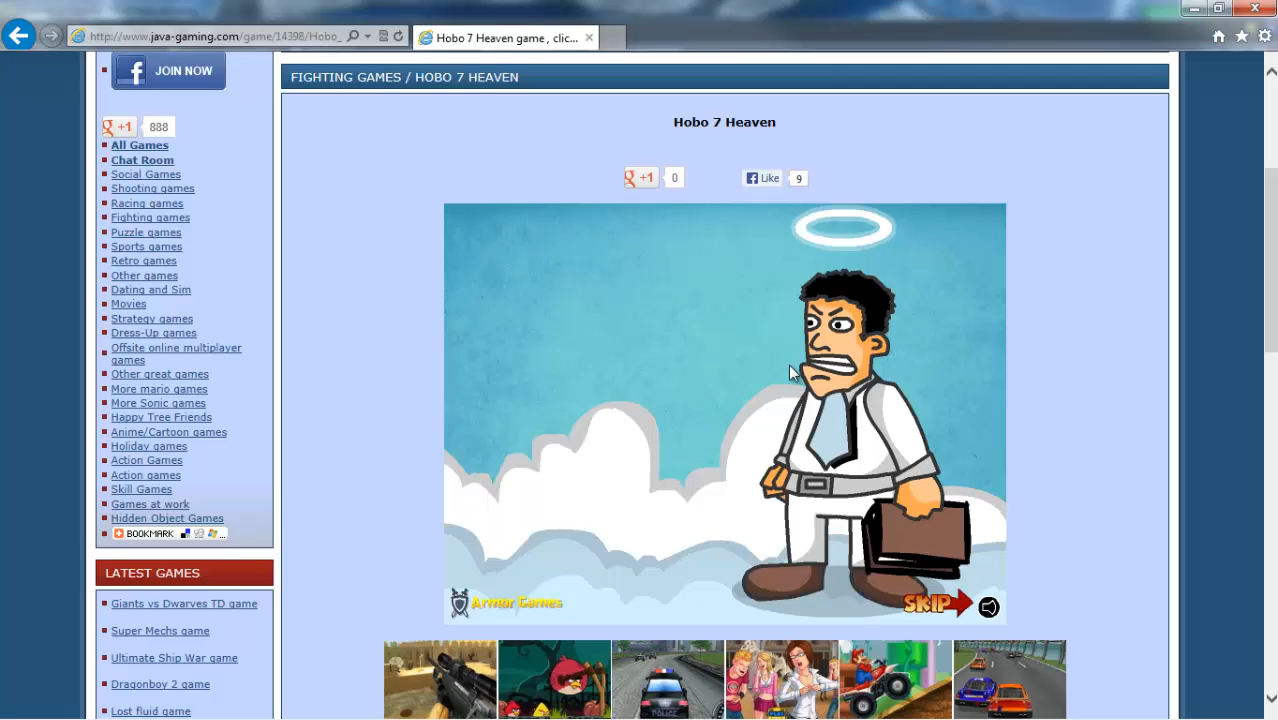 http://www.java-gaming.com/game/14398/Hobo_
Hobo 7 Heaven game , clic...
JOIN NOW
+1 888
All Games
Chat Room
Social Games
Shooting games
Racing games
Fighting games
Puzzle games
Sports games
Retro games
Other games
Dating and Sim
Movies
Strategy games
Dress-Up games
Offsite online multiplayer
games
Other great games
More mario games
More Sonic games
Happy Tree Friends
Anime/Cartoon games
Holiday games
Action Games
Action games
Skill Games
Games at work
Hidden Object Games
BOOKMARK
LATEST GAMES
Giants vs Dwarves TD game
Super Mechs game
Ultimate Ship War game
Dragonboy 2 game
Lost fluid game
FIGHTING GAMES / HOBO 7 HEAVEN
Hobo 7 Heaven
+1 0
Like 9
Armor Games
SKIP
POLICE